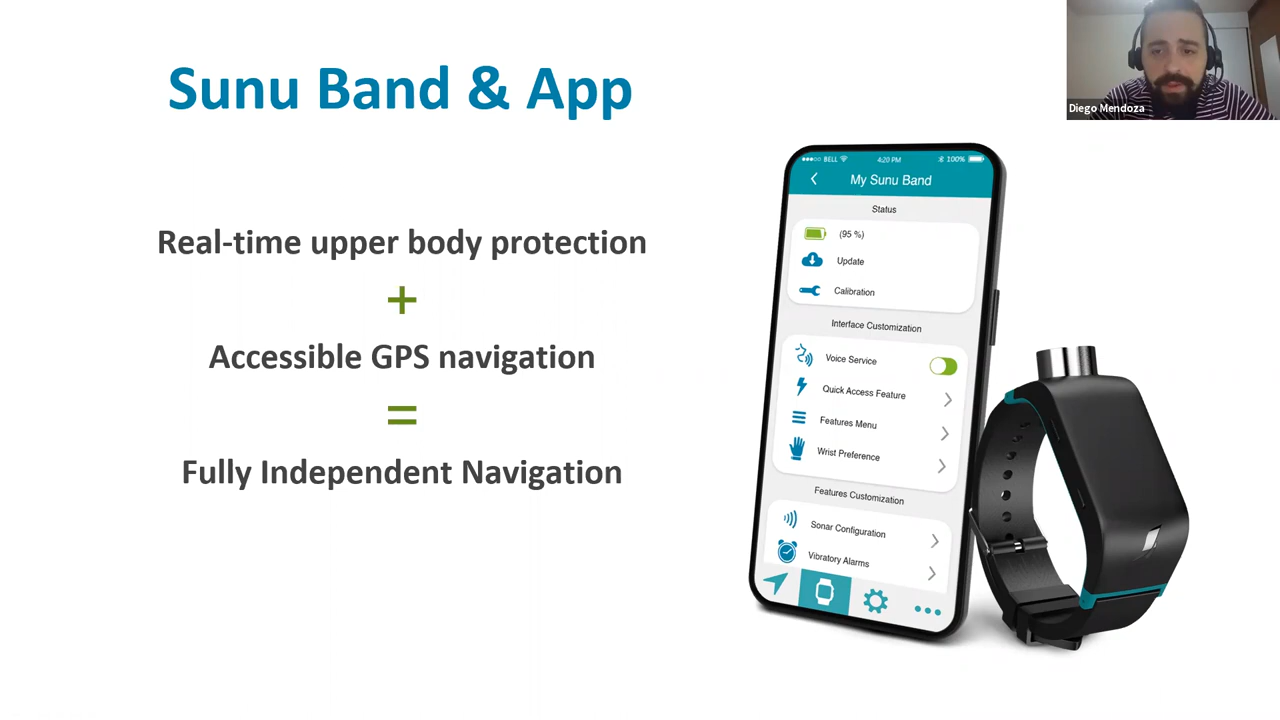 Sunu Band & App
Diego Mendoza
Real-time upper body protection
+
Accessible GPS navigation
=
Fully Independent Navigation
BELL 4:20 PM 100%
My Sunu Band
Status
(95 %)
Update
Calibration
Interface Customization
Voice Service
Quick Access Feature
Features Menu
Wrist Preference
Features Customization
Sonar Configuration
Vibratory Alarms